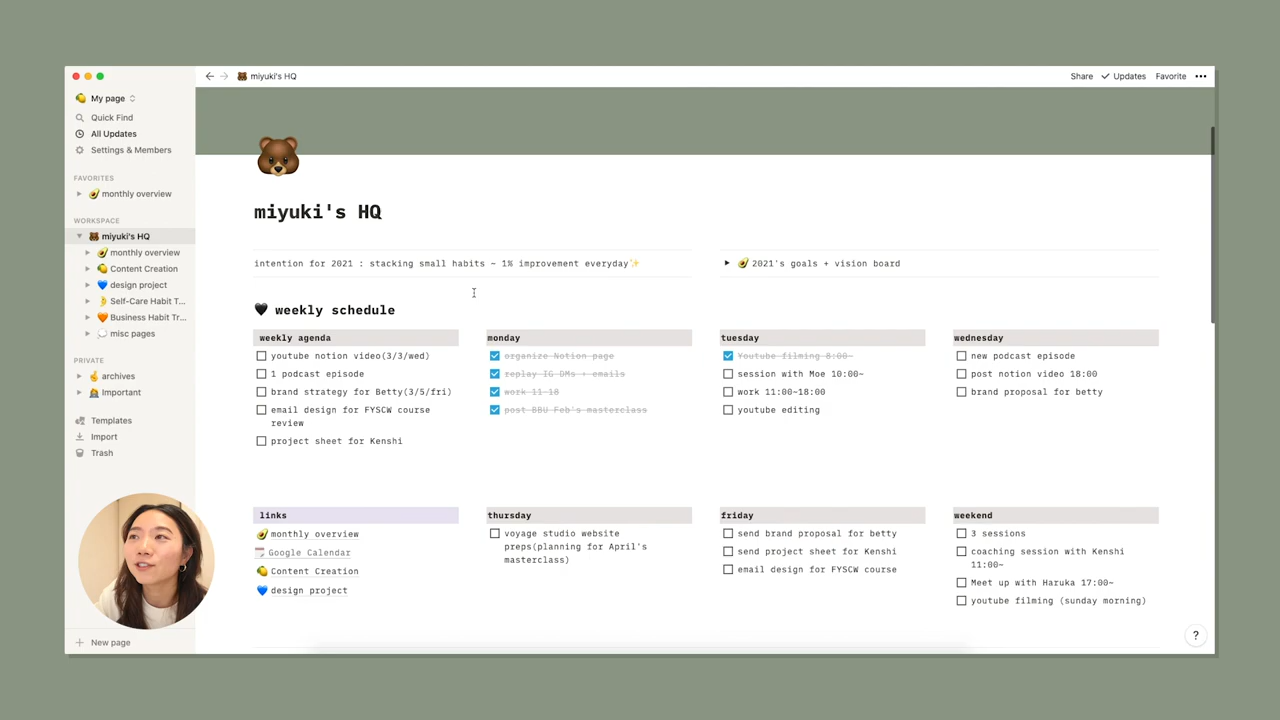 miyuki's HQ
Share
Updates
Favorite
My page
Quick Find
All Updates
Settings & Members
FAVORITES
monthly overview
WORKSPACE
miyuki's HQ
monthly overview
Content Creation
design project
Self-Care Habit T...
Business Habit Tr...
misc pages
PRIVATE
archives
Important
Templates
Import
Trash
New page
miyuki's HQ
intention for 2021 : stacking small habits ~ 1% improvement everyday✨
2021's goals + vision board
weekly schedule
weekly agenda
youtube notion video(3/3/wed)
1 podcast episode
brand strategy for Betty(3/5/fri)
email design for FYSCW course
review
project sheet for Kenshi
monday
organize Notion page
replay IG DMs + emails
work 11-18
post BBU Feb's masterclass
tuesday
Youtube filming 8:00~
session with Moe 10:00~
work 11:00~18:00
youtube editing
wednesday
new podcast episode
post notion video 18:00
brand proposal for betty
links
monthly overview
Google Calendar
Content Creation
design project
thursday
voyage studio website
preps(planning for April's
masterclass)
friday
send brand proposal for betty
send project sheet for Kenshi
email design for FYSCW course
weekend
3 sessions
coaching session with Kenshi
11:00~
Meet up with Haruka 17:00~
youtube filming (sunday morning)
?